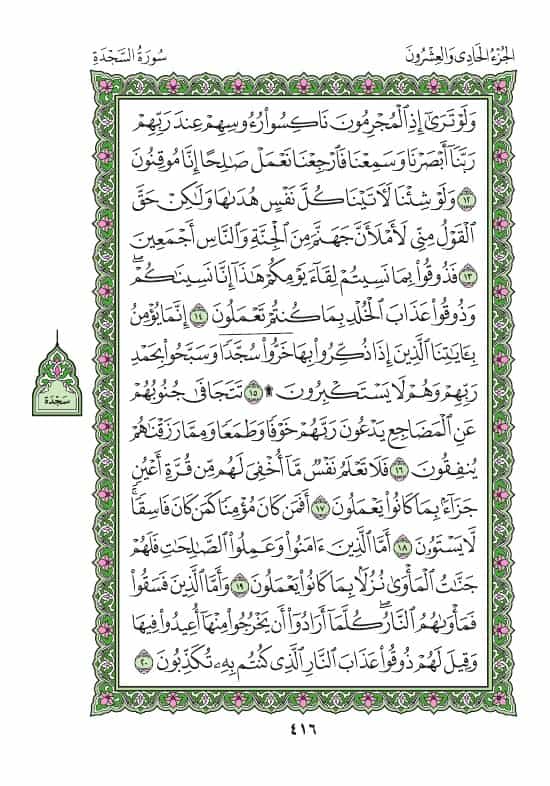 الجُزْءُ الحَادِي وَالعِشْرُونَ
سُورَةُ السَّجْدَةِ
وَلَوْ تَرَىٰٓ إِذِ ٱلْمُجْرِمُونَ نَاكِسُوا۟ رُءُوسِهِمْ عِندَ رَبِّهِمْ
رَبَّنَآ أَبْصَرْنَا وَسَمِعْنَا فَٱرْجِعْنَا نَعْمَلْ صَـٰلِحًا إِنَّا مُوقِنُونَ
١٢ وَلَوْ شِئْنَا لَءَاتَيْنَا كُلَّ نَفْسٍ هُدَىٰهَا وَلَـٰكِنْ حَقَّ
ٱلْقَوْلُ مِنِّى لَأَمْلَأَنَّ جَهَنَّمَ مِنَ ٱلْجِنَّةِ وَٱلنَّاسِ أَجْمَعِينَ
١٣ فَذُوقُوا۟ بِمَا نَسِيتُمْ لِقَآءَ يَوْمِكُمْ هَـٰذَآ إِنَّا نَسِينَـٰكُمْ ۖ
وَذُوقُوا۟ عَذَابَ ٱلْخُلْدِ بِمَا كُنتُمْ تَعْمَلُونَ ١٤ إِنَّمَا يُؤْمِنُ
بِـَٔايَـٰتِنَا ٱلَّذِينَ إِذَا ذُكِّرُوا۟ بِهَا خَرُّوا۟ سُجَّدًا وَسَبَّحُوا۟ بِحَمْدِ
رَبِّهِمْ وَهُمْ لَا يَسْتَكْبِرُونَ ۩ ١٥ تَتَجَافَىٰ جُنُوبُهُمْ
عَنِ ٱلْمَضَاجِعِ يَدْعُونَ رَبَّهُمْ خَوْفًا وَطَمَعًا وَمِمَّا رَزَقْنَـٰهُمْ
يُنفِقُونَ ١٦ فَلَا تَعْلَمُ نَفْسٌ مَّآ أُخْفِىَ لَهُم مِّن قُرَّةِ أَعْيُنٍ
جَزَآءًۢ بِمَا كَانُوا۟ يَعْمَلُونَ ١٧ أَفَمَن كَانَ مُؤْمِنًا كَمَن كَانَ فَاسِقًا ۚ
لَّا يَسْتَوُۥنَ ١٨ أَمَّا ٱلَّذِينَ ءَامَنُوا۟ وَعَمِلُوا۟ ٱلصَّـٰلِحَـٰتِ فَلَهُمْ
جَنَّـٰتُ ٱلْمَأْوَىٰ نُزُلًۢا بِمَا كَانُوا۟ يَعْمَلُونَ ١٩ وَأَمَّا ٱلَّذِينَ فَسَقُوا۟
فَمَأْوَىٰهُمُ ٱلنَّارُ ۖ كُلَّمَآ أَرَادُوٓا۟ أَن يَخْرُجُوا۟ مِنْهَآ أُعِيدُوا۟ فِيهَا
وَقِيلَ لَهُمْ ذُوقُوا۟ عَذَابَ ٱلنَّارِ ٱلَّذِى كُنتُم بِهِۦ تُكَذِّبُونَ ٢٠
سَجْدَة
٤١٦